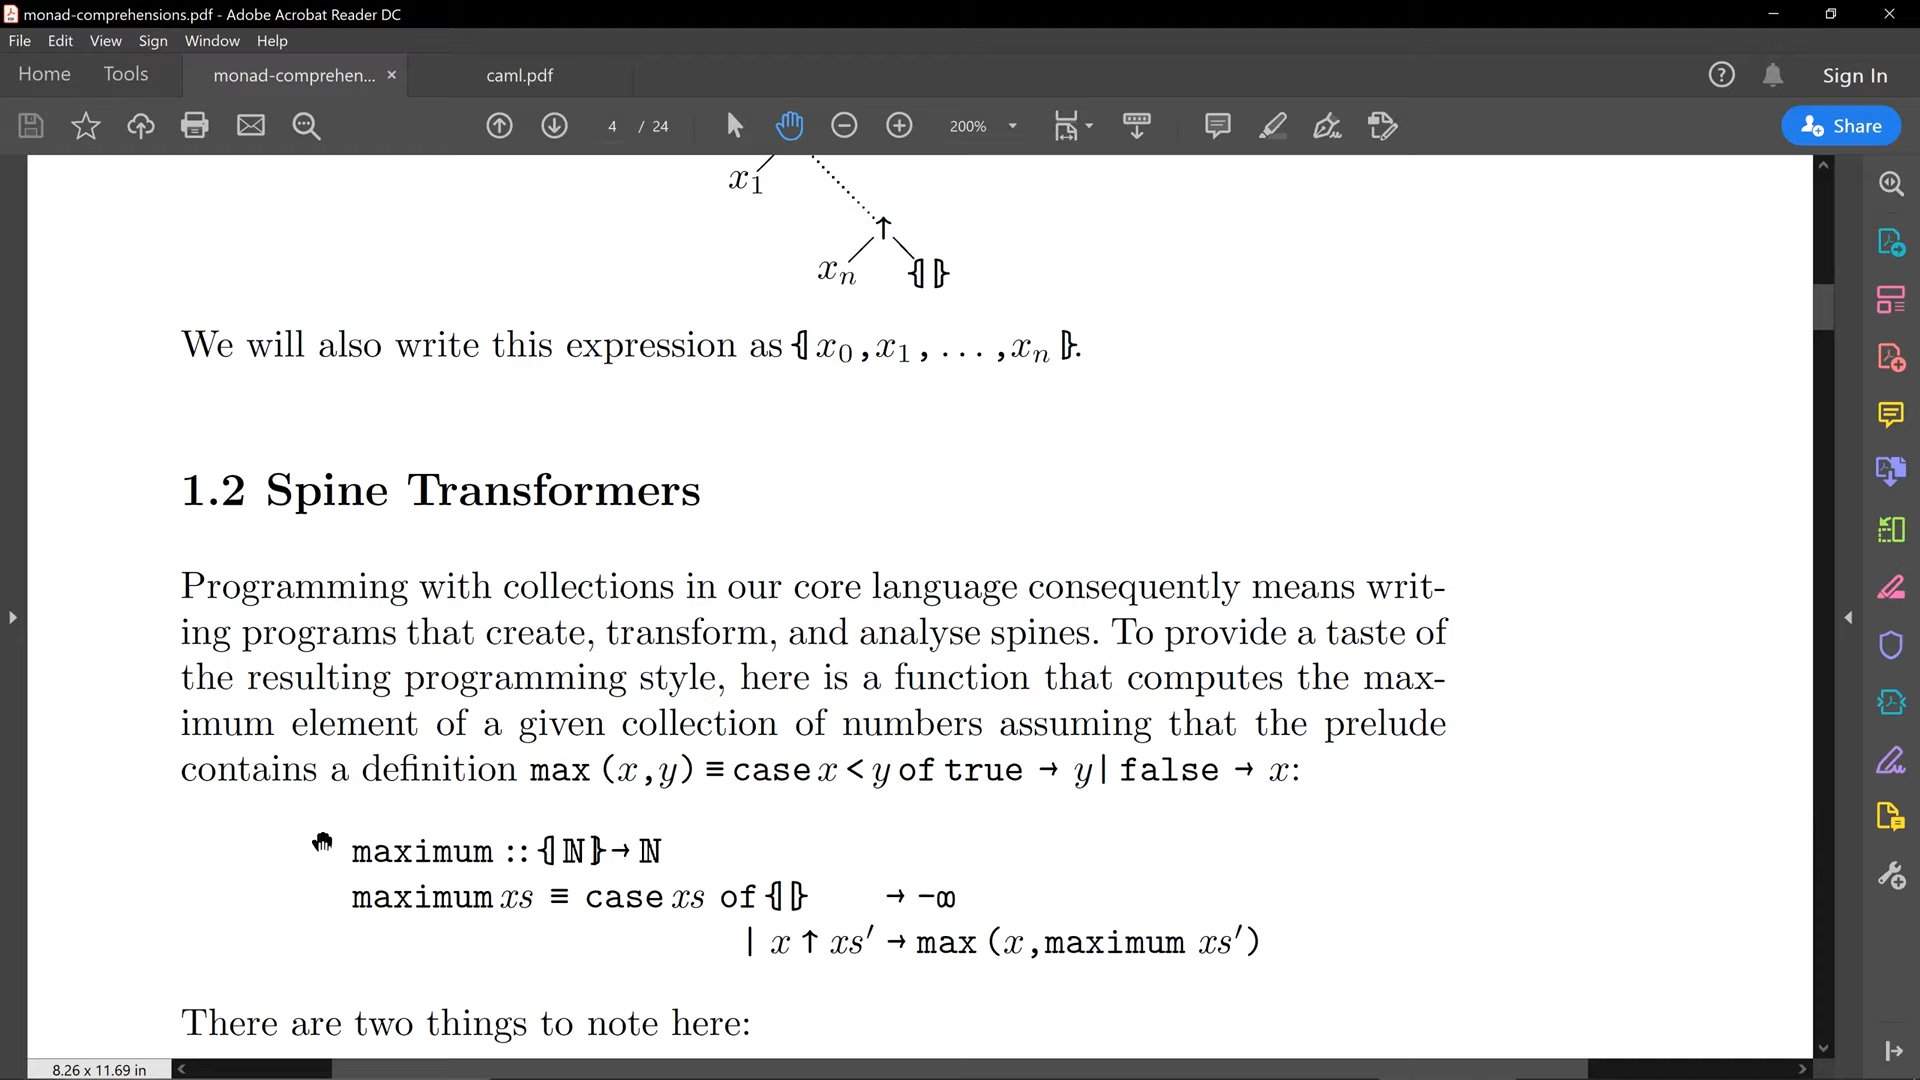 monad-comprehensions.pdf - Adobe Acrobat Reader DC
File Edit View Sign Window Help
Home Tools monad-comprehen... × caml.pdf Sign In
4 / 24 200% Share
x₁
↑
xₙ ⦃⦄
We will also write this expression as ⦃x₀,x₁,...,xₙ⦄.
1.2 Spine Transformers
Programming with collections in our core language consequently means writ-
ing programs that create, transform, and analyse spines. To provide a taste of
the resulting programming style, here is a function that computes the max-
imum element of a given collection of numbers assuming that the prelude
contains a definition max (x,y) ≡ case x < y of true → y | false → x:
maximum :: ⦃ℕ⦄ → ℕ
maximum xs ≡ case xs of ⦃⦄ → -∞
| x ↑ xs′ → max (x,maximum xs′)
There are two things to note here:
8.26 x 11.69 in